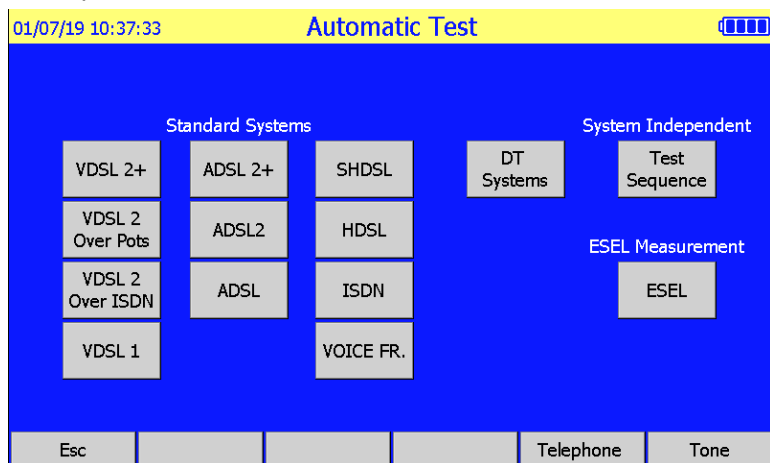 01/07/19 10:37:33 Automatic Test
Standard Systems
System Independent
VDSL 2+
ADSL 2+
SHDSL
DT
Systems
Test
Sequence
VDSL 2
Over Pots
ADSL2
HDSL
ESEL Measurement
VDSL 2
Over ISDN
ADSL
ISDN
ESEL
VDSL 1
VOICE FR.
Esc
Telephone
Tone